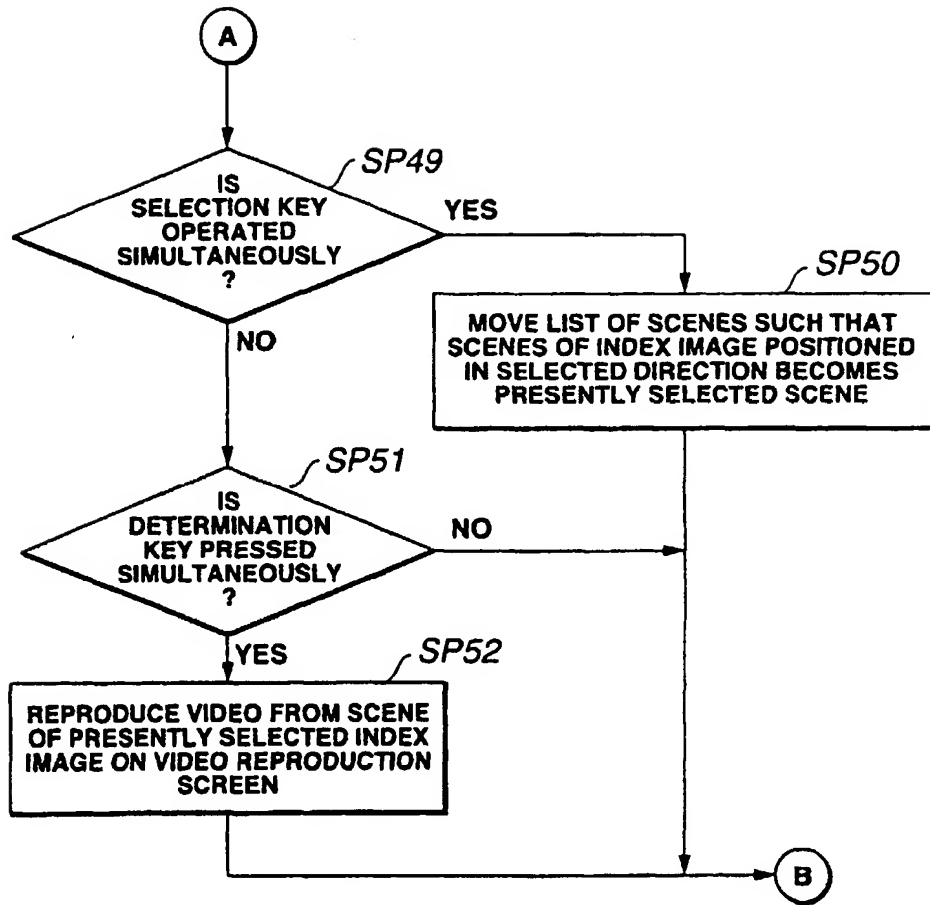 A
SP49
IS
SELECTION KEY
OPERATED
SIMULTANEOUSLY
?
YES
NO
SP50
MOVE LIST OF SCENES SUCH THAT
SCENES OF INDEX IMAGE POSITIONED
IN SELECTED DIRECTION BECOMES
PRESENTLY SELECTED SCENE
SP51
IS
DETERMINATION
KEY PRESSED
SIMULTANEOUSLY
?
NO
YES
SP52
REPRODUCE VIDEO FROM SCENE
OF PRESENTLY SELECTED INDEX
IMAGE ON VIDEO REPRODUCTION
SCREEN
B